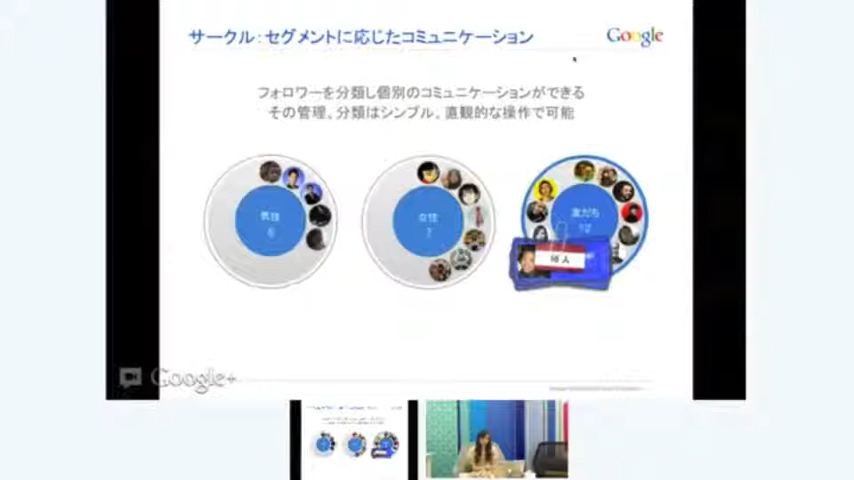 サークル：セグメントに応じたコミュニケーション
Google
フォロワーを分類し個別のコミュニケーションができる
その管理、分類はシンプル、直観的な操作で可能
男性
6
女性
7
友だち
12
Google+